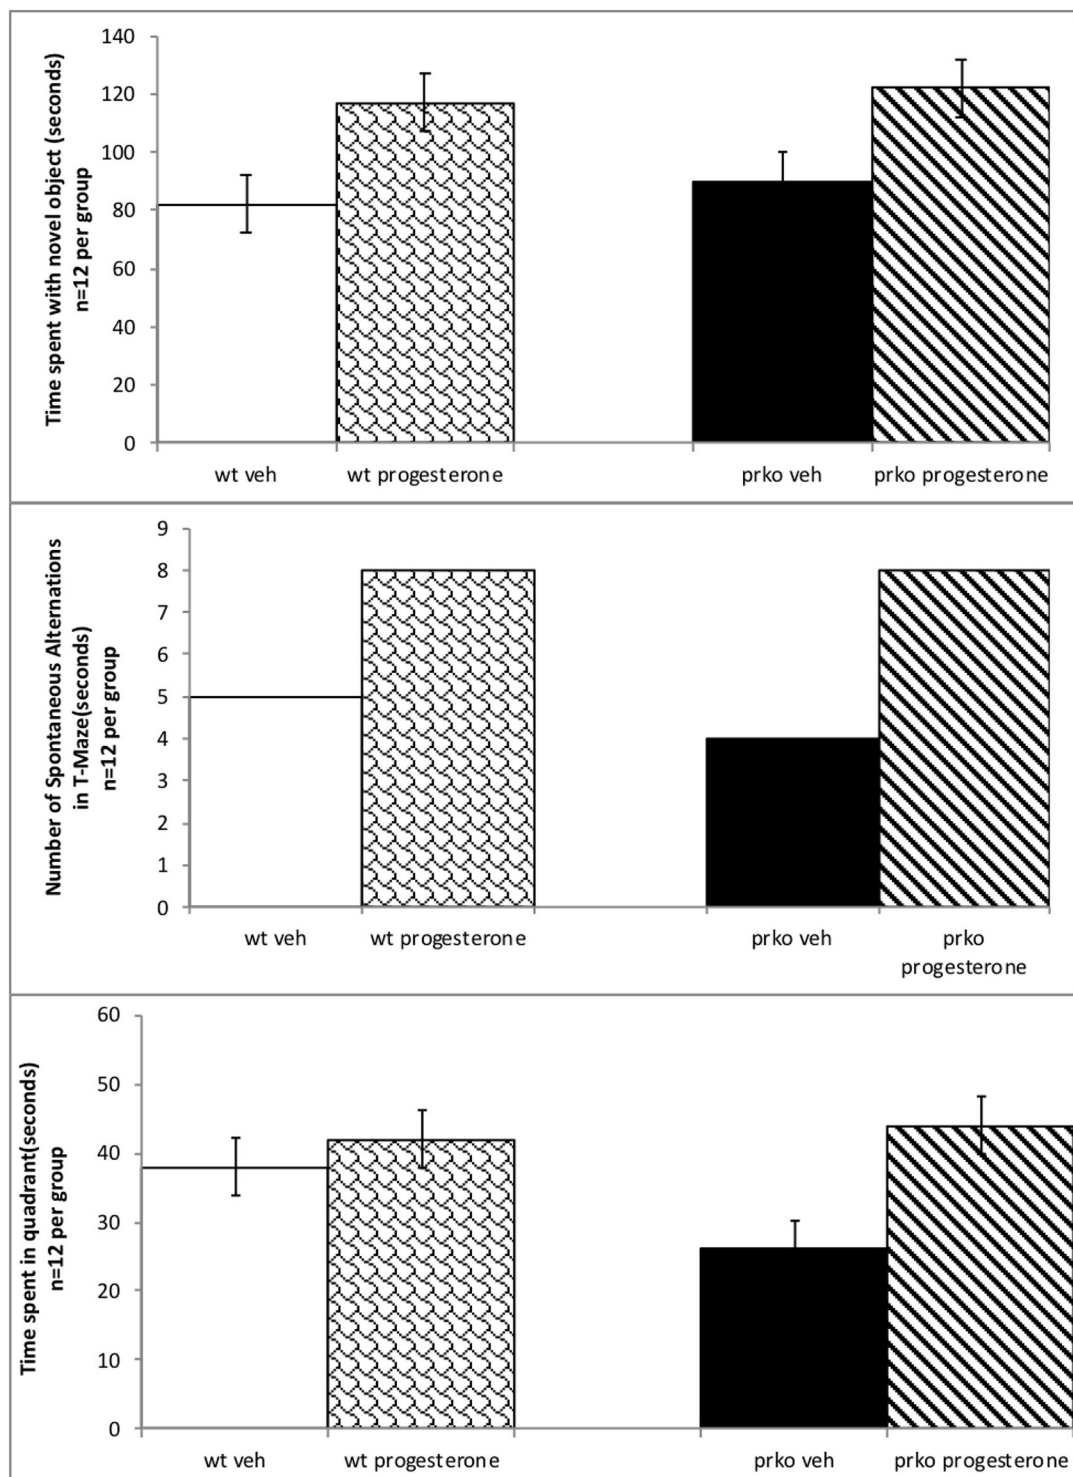 Time spent with novel object (seconds)
n=12 per group
140
120
100
80
60
40
20
0
wt veh
wt progesterone
prko veh
prko progesterone
Number of Spontaneous Alternations
in T-Maze(seconds)
n=12 per group
9
8
7
6
5
4
3
2
1
0
wt veh
wt progesterone
prko veh
prko
progesterone
Time spent in quadrant(seconds)
n=12 per group
60
50
40
30
20
10
0
wt veh
wt progesterone
prko veh
prko progesterone